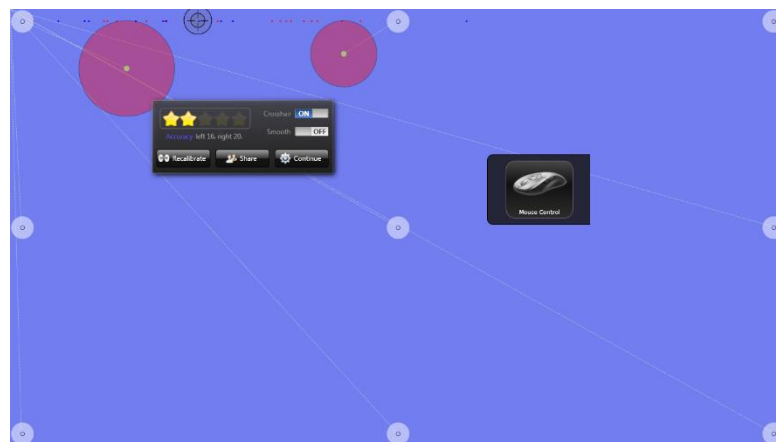 Crosshair ON
Accuracy left 16, right 20.
Smooth OFF
Recalibrate
Share
Continue
Mouse Control